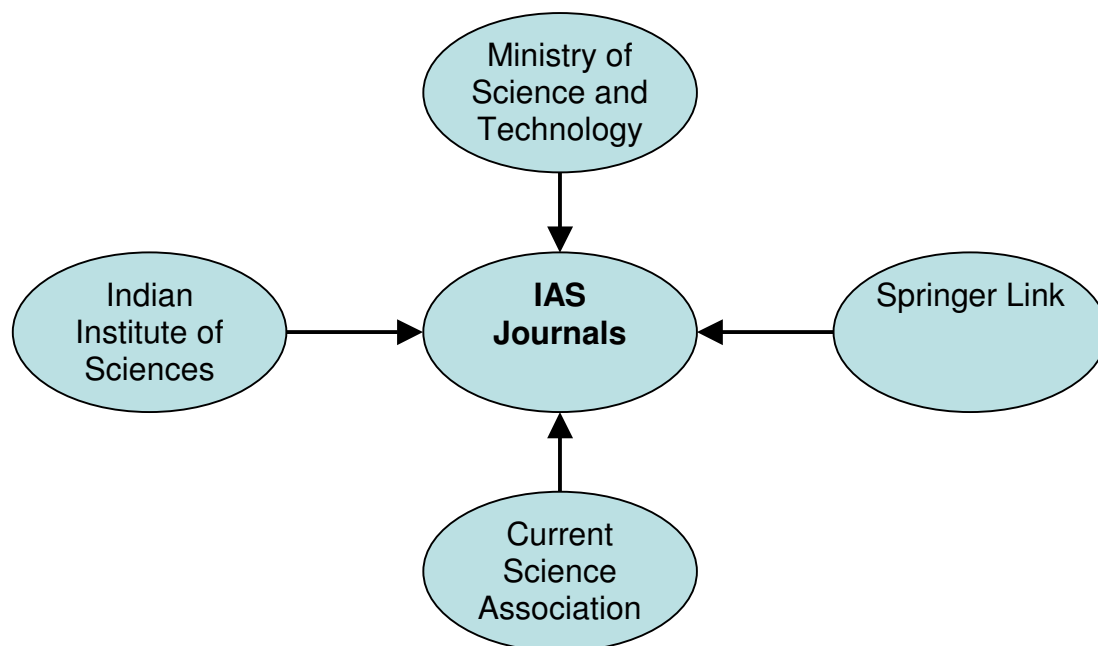 Ministry of
Science and
Technology
Indian
Institute of
Sciences
IAS
Journals
Springer Link
Current
Science
Association